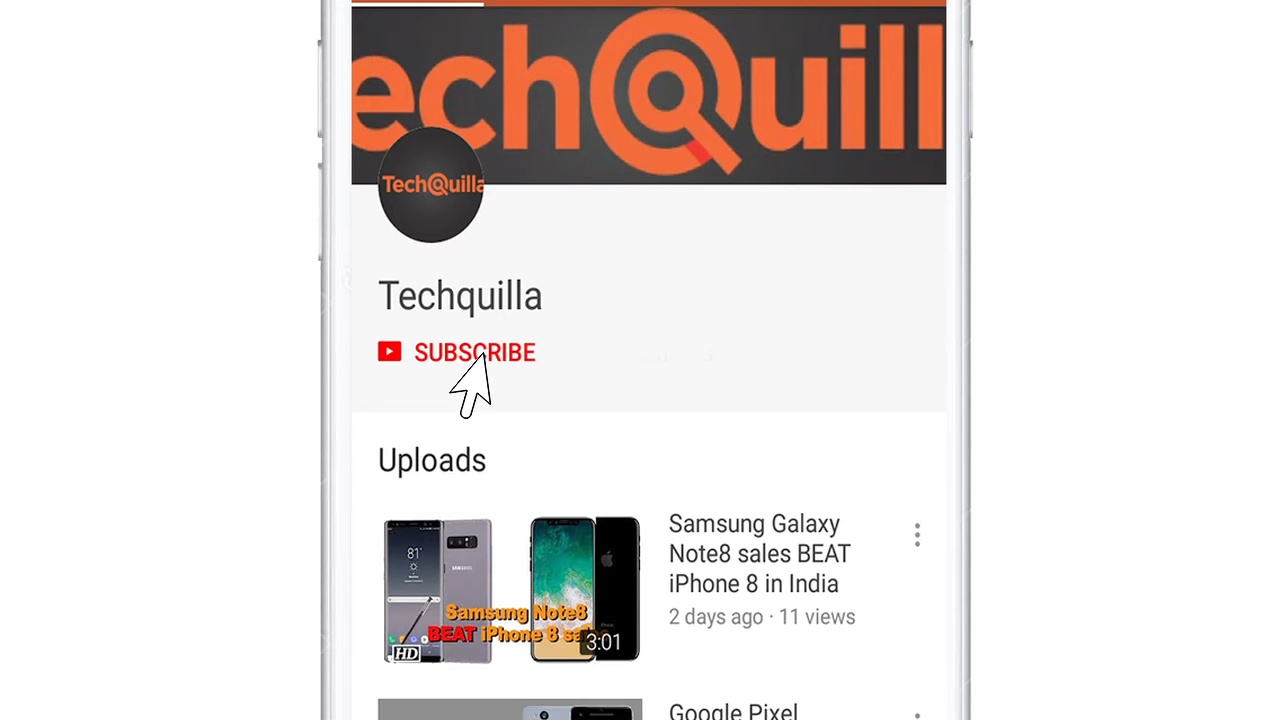 echQuill
TechQuilla
Techquilla
SUBSCRIBE
Uploads
Samsung Galaxy
Note8 sales BEAT
iPhone 8 in India
2 days ago · 11 views
81°
SAMSUNG
Samsung Note8
BEAT iPhone 8 sa
3:01
HD
Google Pixel